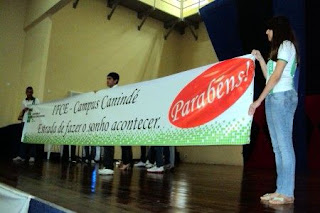 IFCE - Campus Canindé
Estrada de fazer o sonho acontecer.
Parabéns!